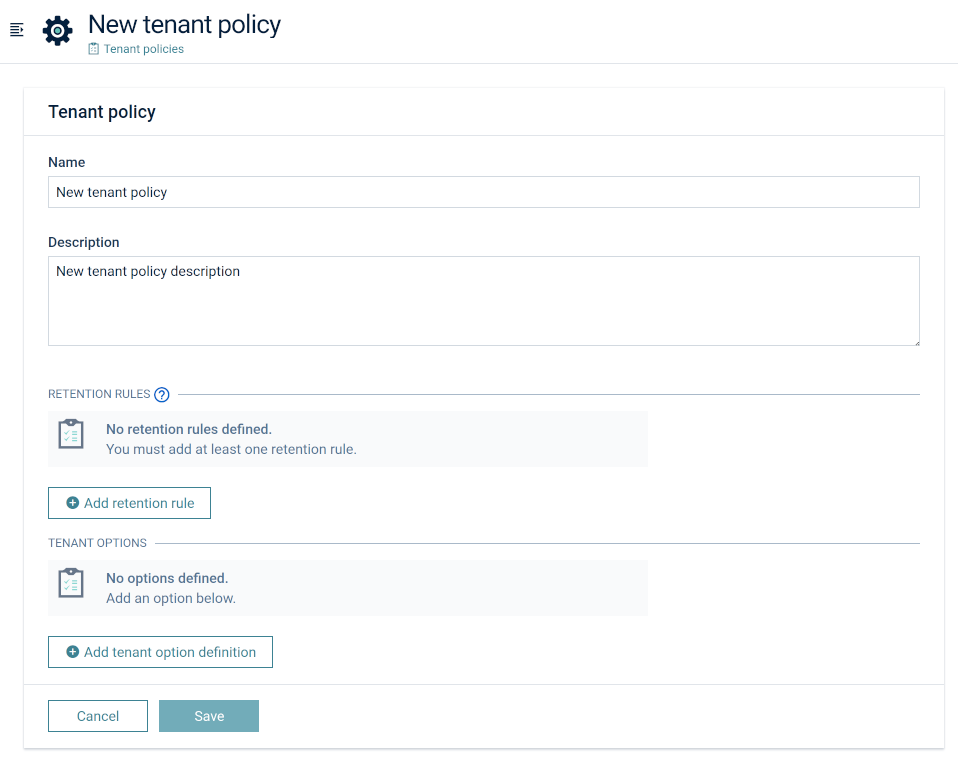 New tenant policy
Tenant policies
Tenant policy
Name
New tenant policy
Description
New tenant policy description
RETENTION RULES ?
No retention rules defined.
You must add at least one retention rule.
Add retention rule
TENANT OPTIONS
No options defined.
Add an option below.
Add tenant option definition
Cancel Save